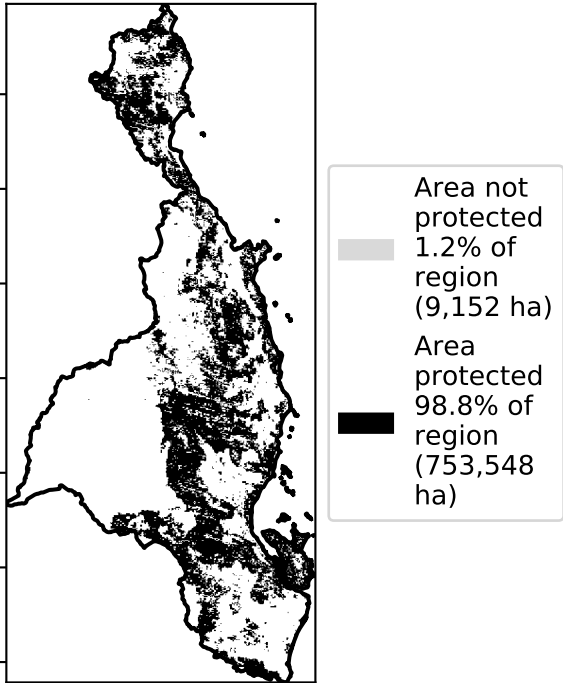 Area not
protected
1.2% of
region
(9,152 ha)
Area
protected
98.8% of
region
(753,548
ha)